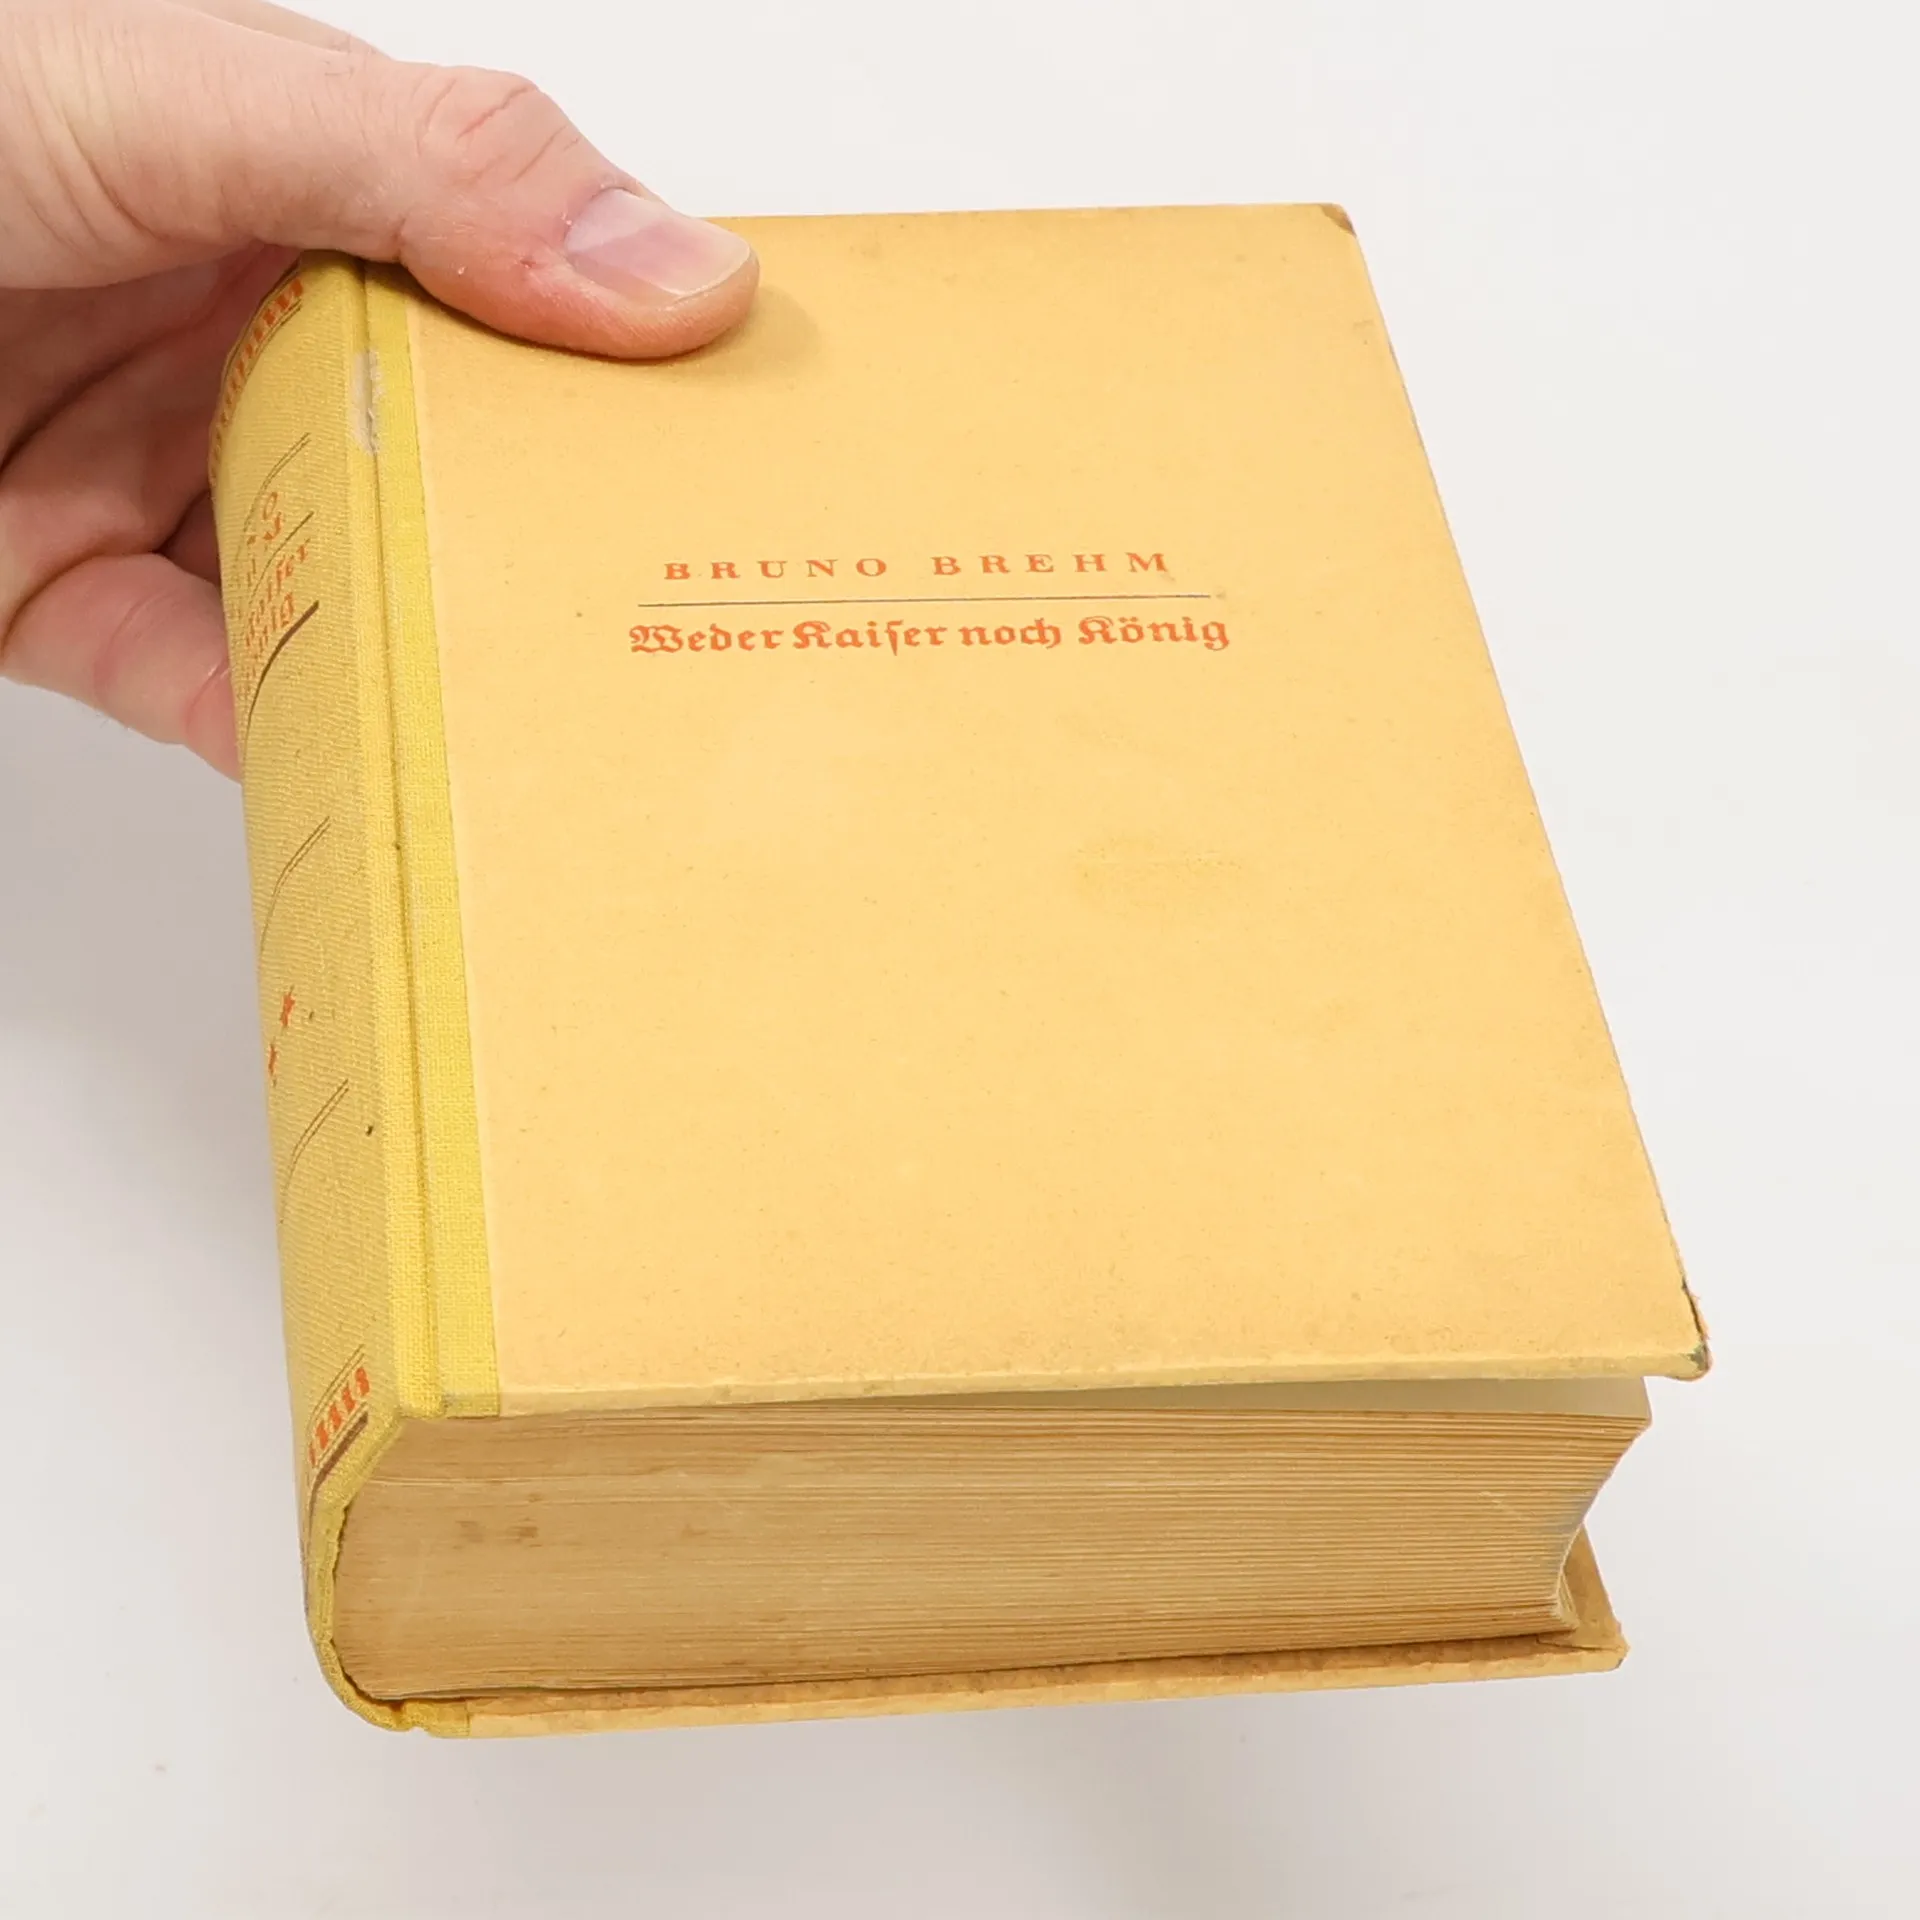 BRUNO BREHM
Weder Kaiſer noch König